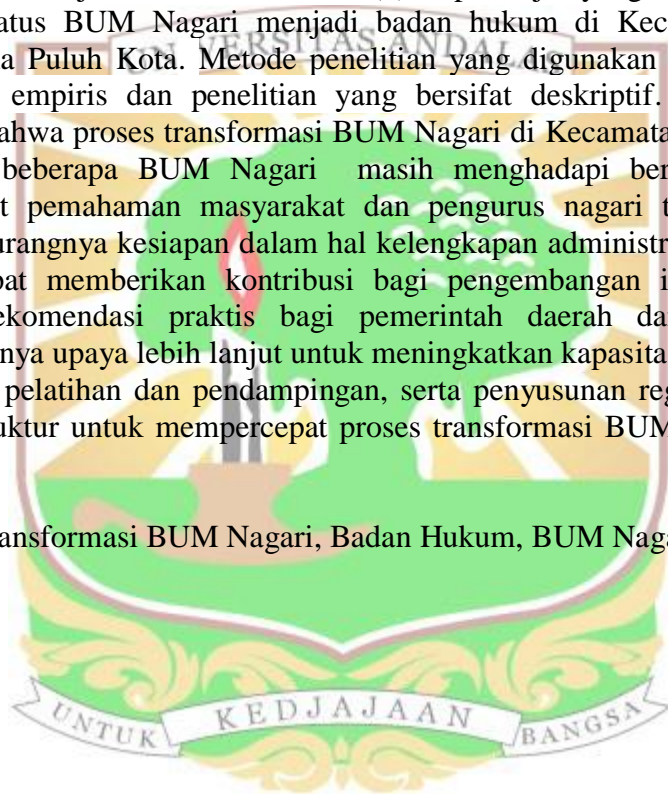 atus BUM Nagari menjadi badan hukum di Kec
UNIVERSITAS ANDALAS
a Puluh Kota. Metode penelitian yang digunakan
empiris dan penelitian yang bersifat deskriptif.
ahwa proses transformasi BUM Nagari di Kecamata
beberapa BUM Nagari masih menghadapi ber
t pemahaman masyarakat dan pengurus nagari t
urangnya kesiapan dalam hal kelengkapan administr
pat memberikan kontribusi bagi pengembangan i
ekomendasi praktis bagi pemerintah daerah da
nya upaya lebih lanjut untuk meningkatkan kapasita
pelatihan dan pendampingan, serta penyusunan reg
uktur untuk mempercepat proses transformasi BUM
ansformasi BUM Nagari, Badan Hukum, BUM Naga
UNTUK KEDJAJAAN BANGSA